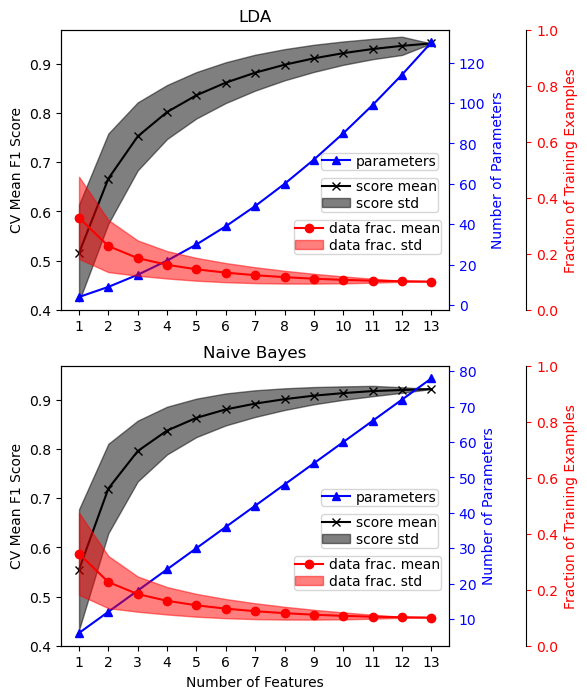 LDA
CV Mean F1 Score
0.9
0.8
0.7
0.6
0.5
0.4
1 2 3 4 5 6 7 8 9 10 11 12 13
parameters
score mean
score std
data frac. mean
data frac. std
120
100
80
60
40
20
0
Number of Parameters
1.0
0.8
0.6
0.4
0.2
0.0
Fraction of Training Examples
Naive Bayes
CV Mean F1 Score
0.9
0.8
0.7
0.6
0.5
0.4
1 2 3 4 5 6 7 8 9 10 11 12 13
Number of Features
parameters
score mean
score std
data frac. mean
data frac. std
80
70
60
50
40
30
20
10
Number of Parameters
1.0
0.8
0.6
0.4
0.2
0.0
Fraction of Training Examples